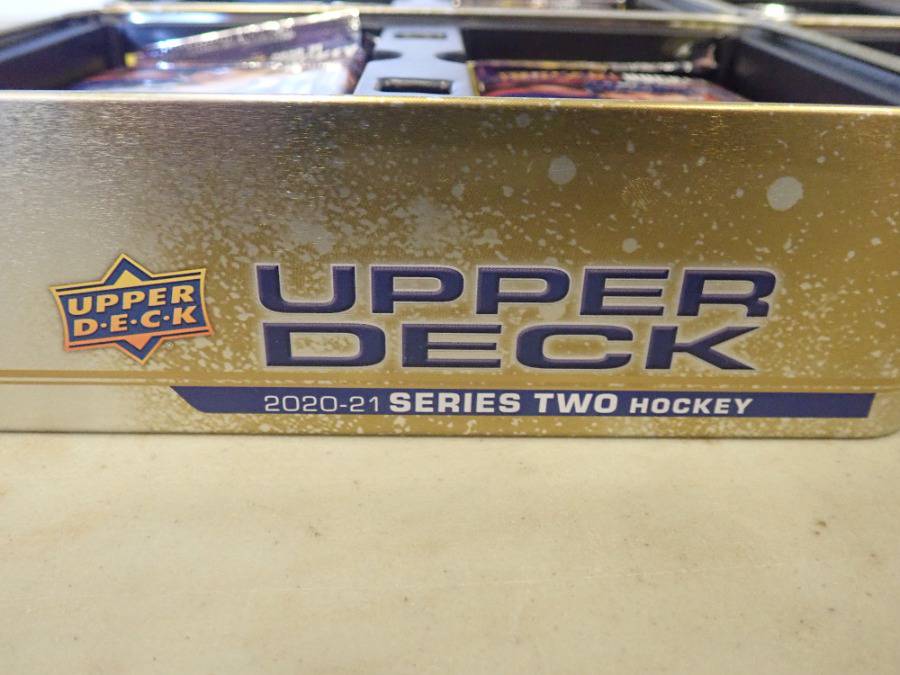 UPPER
D·E·C·K
UPPER
DECK
2020-21 SERIES TWO HOCKEY